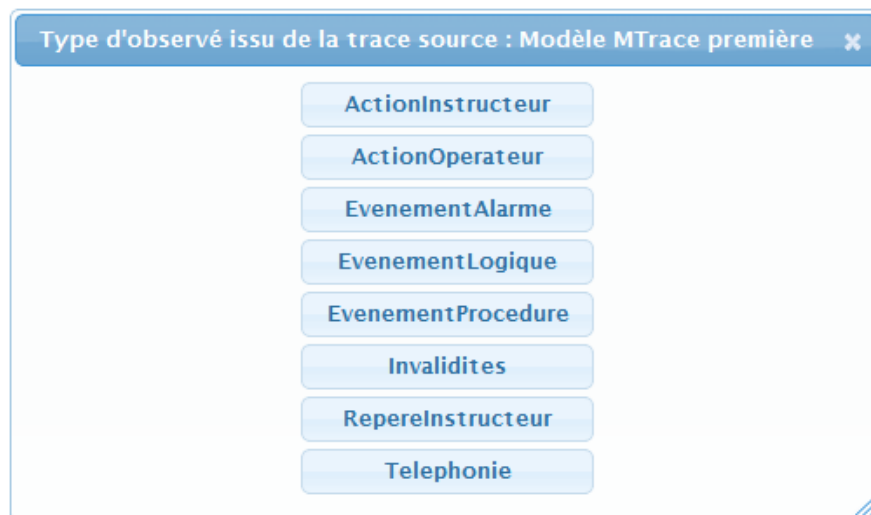 Type d'observé issu de la trace source : Modèle MTrace première
ActionInstructeur
ActionOperateur
EvenementAlarme
EvenementLogique
EvenementProcedure
Invalidites
RepereInstructeur
Telephonie